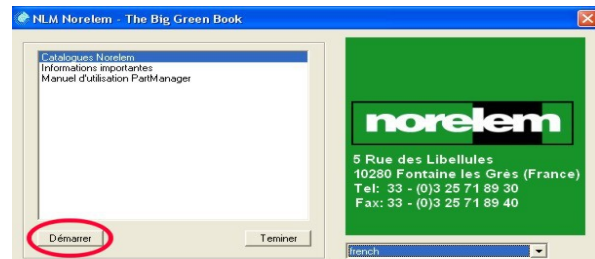 NLM Norelem - The Big Green Book
Catalogues Norelem
Informations importantes
Manuel d'utilisation PartManager
Démarrer
Teminer
norelem
5 Rue des Libellules
10280 Fontaine les Grès (France)
Tel: 33 - (0)3 25 71 89 30
Fax: 33 - (0)3 25 71 89 40
french